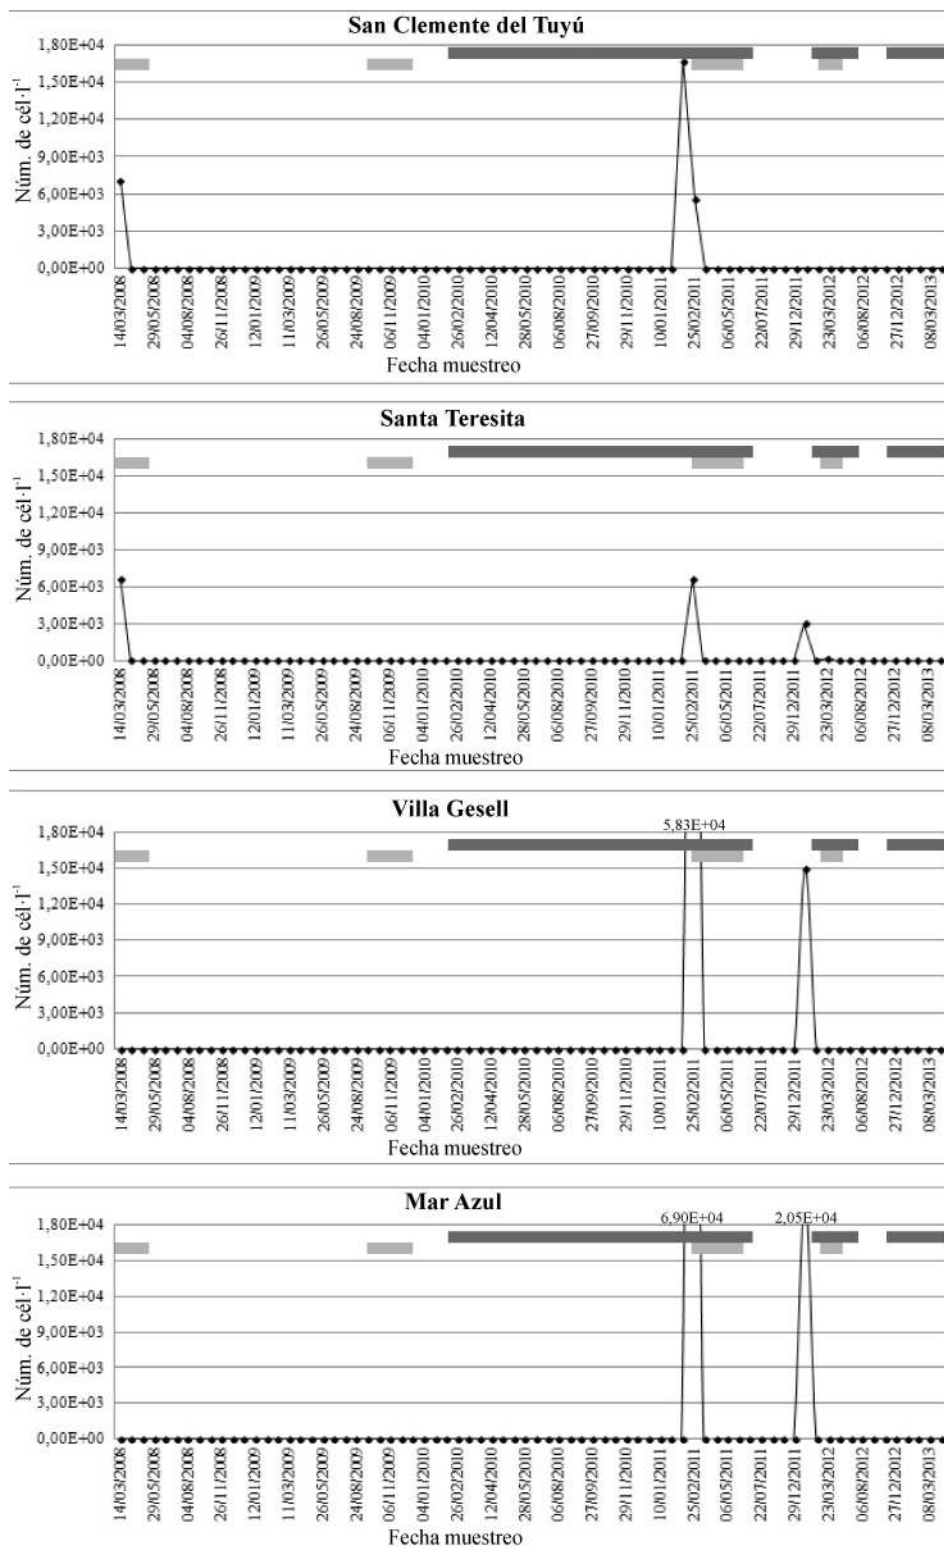 San Clemente del Tuyú
Núm. de cél·l⁻¹
1,80E+04
1,50E+04
1,20E+04
9,00E+03
6,00E+03
3,00E+03
0,00E+00
14/03/2008
29/05/2008
04/08/2008
26/11/2008
12/01/2009
11/03/2009
26/05/2009
24/08/2009
06/11/2009
04/01/2010
26/02/2010
12/04/2010
28/05/2010
06/08/2010
27/09/2010
29/11/2010
10/01/2011
25/02/2011
06/05/2011
22/07/2011
29/12/2011
23/03/2012
06/08/2012
27/12/2012
08/03/2013
Fecha muestreo
Santa Teresita
Núm. de cél·l⁻¹
1,80E+04
1,50E+04
1,20E+04
9,00E+03
6,00E+03
3,00E+03
0,00E+00
14/03/2008
29/05/2008
04/08/2008
26/11/2008
12/01/2009
11/03/2009
26/05/2009
24/08/2009
06/11/2009
04/01/2010
26/02/2010
12/04/2010
28/05/2010
06/08/2010
27/09/2010
29/11/2010
10/01/2011
25/02/2011
06/05/2011
22/07/2011
29/12/2011
23/03/2012
06/08/2012
27/12/2012
08/03/2013
Fecha muestreo
Villa Gesell
5,83E+04
Núm. de cél·l⁻¹
1,80E+04
1,50E+04
1,20E+04
9,00E+03
6,00E+03
3,00E+03
0,00E+00
14/03/2008
29/05/2008
04/08/2008
26/11/2008
12/01/2009
11/03/2009
26/05/2009
24/08/2009
06/11/2009
04/01/2010
26/02/2010
12/04/2010
28/05/2010
06/08/2010
27/09/2010
29/11/2010
10/01/2011
25/02/2011
06/05/2011
22/07/2011
29/12/2011
23/03/2012
06/08/2012
27/12/2012
08/03/2013
Fecha muestreo
Mar Azul
6,90E+04
2,05E+04
Núm. de cél·l⁻¹
1,80E+04
1,50E+04
1,20E+04
9,00E+03
6,00E+03
3,00E+03
0,00E+00
14/03/2008
29/05/2008
04/08/2008
26/11/2008
12/01/2009
11/03/2009
26/05/2009
24/08/2009
06/11/2009
04/01/2010
26/02/2010
12/04/2010
28/05/2010
06/08/2010
27/09/2010
29/11/2010
10/01/2011
25/02/2011
06/05/2011
22/07/2011
29/12/2011
23/03/2012
06/08/2012
27/12/2012
08/03/2013
Fecha muestreo